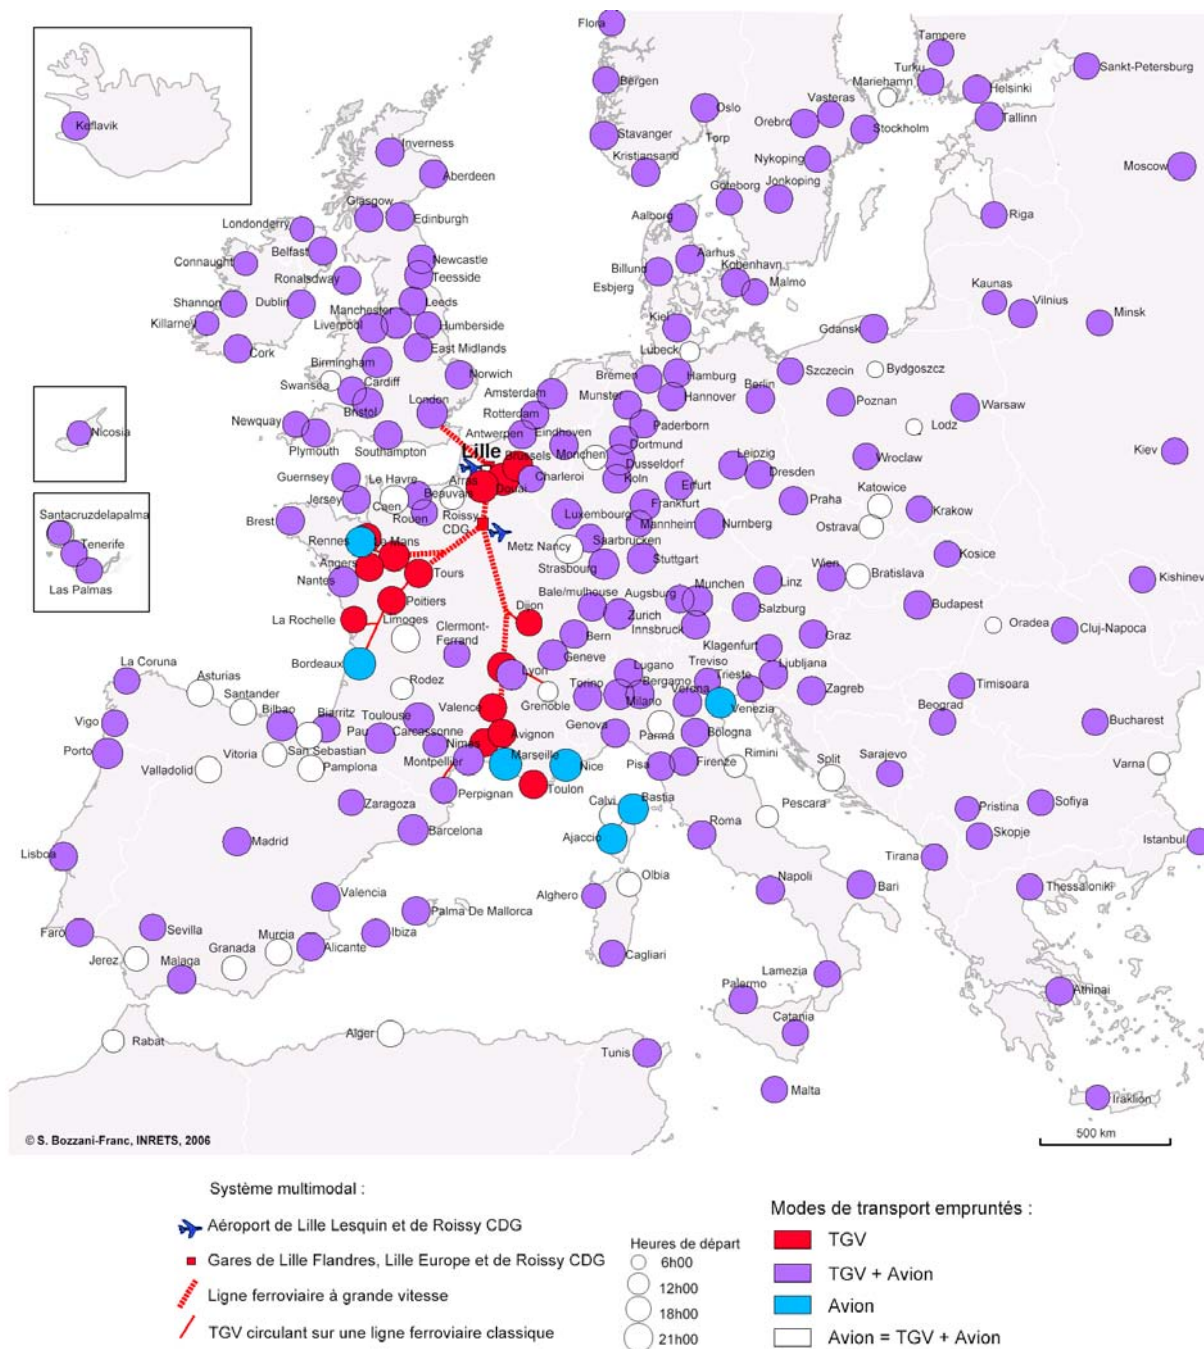 Flora
Tampere
Sankt-Petersburg
Turku
Mariehamn
Helsinki
Bergen
Keflavik
Oslo
Vasteras
Orebro
Tallinn
Stockholm
Stavanger
Torp
Inverness
Kristiansand
Nykoping
Moscow
Aberdeen
Göteborg
Jonkoping
Glasgow
Londonderry
Edinburgh
Aalborg
Riga
Belfast
Newcastle
Aarhus
Connaught
Teesside
Billund
Kobenhavn
Ronaldsway
Esbjerg
Malmo
Kaunas
Shannon
Dublin
Leeds
Vilnius
Manchester
Minsk
Killarney
Liverpool
Humberside
Kiel
Gdansk
Cork
East Midlands
Lübeck
Birmingham
Bremen
Hamburg
Szczecin
Bydgoszcz
Swansea
Cardiff
Norwich
Amsterdam
Munster
Hannover
Berlin
Bristol
London
Rotterdam
Poznan
Warsaw
Newquay
Antwerpen
Eindhoven
Paderborn
Lodz
Nicosia
Plymouth
Southampton
Lille
Brussels
Monchen
Dortmund
Kiev
Dusseldorf
Leipzig
Wroclaw
Guernsey
Le Havre
Arras
Douai
Charleroi
Koln
Dresden
Katowice
Jersey
Caen
Beauvais
Erfurt
Praha
Santacruzdelapalma
Rouen
Roissy
CDG
Luxembourg
Frankfurt
Krakow
Brest
Mannheim
Nurnberg
Ostrava
Rennes
Le Mans
Metz Nancy
Saarbrucken
Tenerife
Angers
Strasbourg
Stuttgart
Kosice
Nantes
Tours
Wien
Bratislava
Las Palmas
Linz
Kishinev
Poitiers
Bale/mulhouse
Augsburg
Munchen
Dijon
Zurich
Salzburg
Budapest
La Rochelle
Limoges
Clermont-
Ferrand
Bern
Innsbruck
Graz
Oradea
Cluj-Napoca
Klagenfurt
Geneve
Bordeaux
Lyon
Lugano
Treviso
Ljubljana
La Coruna
Asturias
Bergamo
Trieste
Rodez
Grenoble
Torino
Verona
Zagreb
Timisoara
Santander
Valence
Milano
Venezia
Bilbao
Biarritz
Toulouse
Beograd
Vigo
Pau
Carcassonne
Avignon
Genova
Parma
Bucharest
Porto
Nimes
Bologna
Vitoria
San Sebastian
Marseille
Rimini
Sarajevo
Valladolid
Pamplona
Montpellier
Nice
Pisa
Firenze
Split
Varna
Toulon
Perpignan
Calvi
Bastia
Pescara
Zaragoza
Pristina
Sofiya
Barcelona
Roma
Madrid
Ajaccio
Skopje
Istanbul
Lisboa
Tirana
Olbia
Napoli
Valencia
Alghero
Bari
Thessaloniki
Palma De Mallorca
Faro
Sevilla
Murcia
Ibiza
Granada
Alicante
Jerez
Cagliari
Malaga
Lamezia
Palermo
Athinai
Catania
Rabat
Alger
Tunis
Malta
Iraklion
© S. Bozzani-Franc, INRETS, 2006
500 km
Système multimodal :
Aéroport de Lille Lesquin et de Roissy CDG
Gares de Lille Flandres, Lille Europe et de Roissy CDG
Ligne ferroviaire à grande vitesse
TGV circulant sur une ligne ferroviaire classique
Heures de départ
6h00
12h00
18h00
21h00
Modes de transport empruntés :
TGV
TGV + Avion
Avion
Avion = TGV + Avion